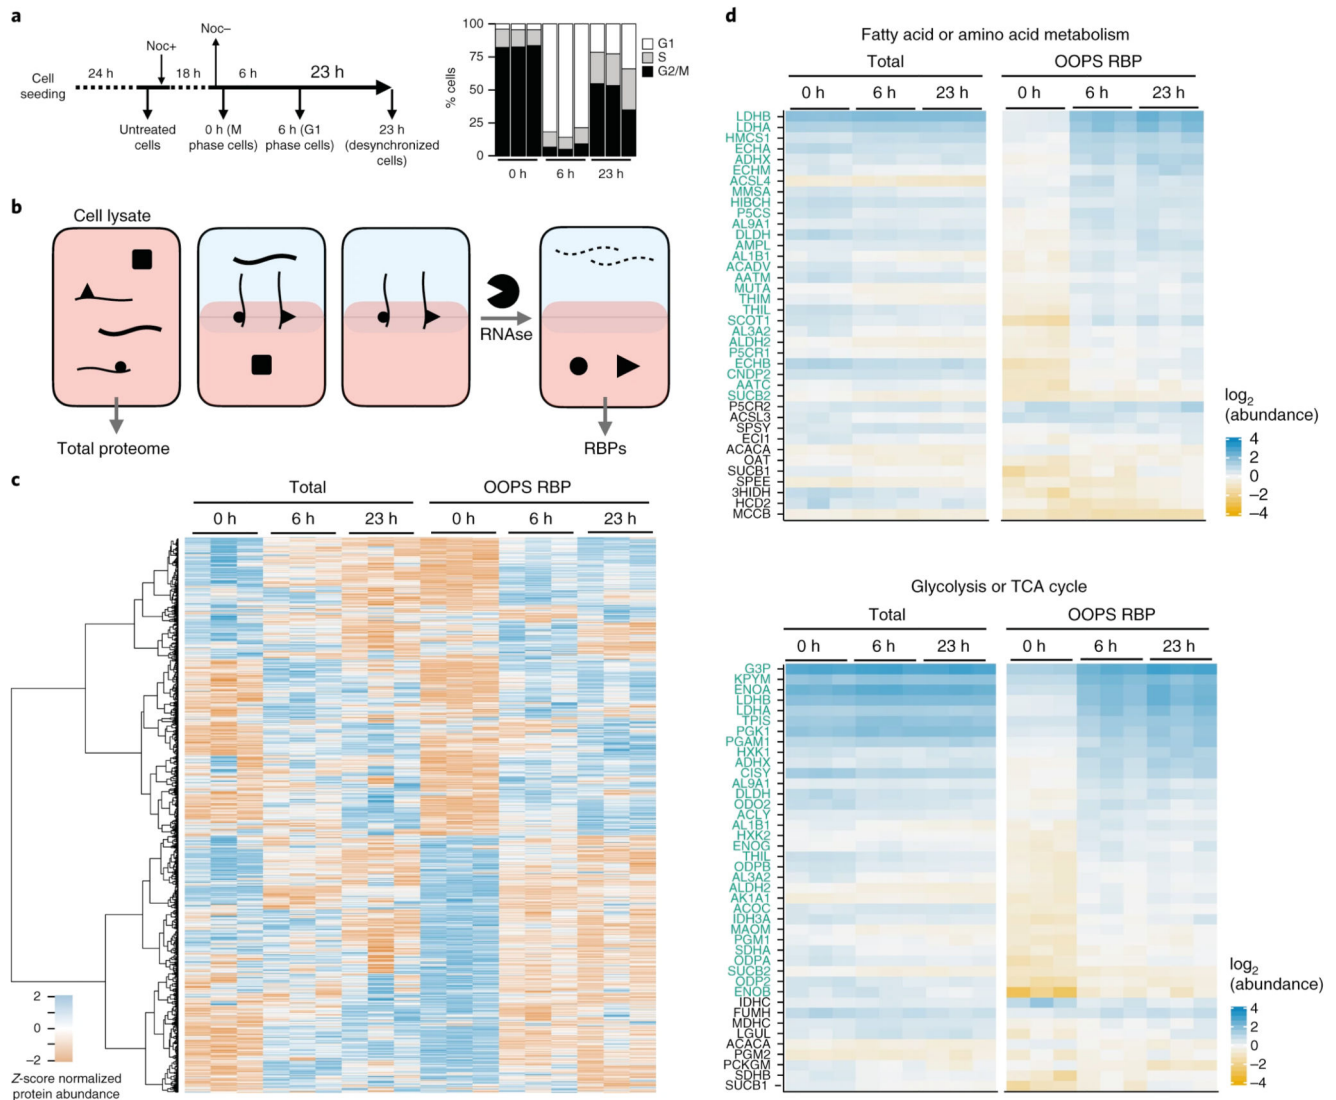 a
Noc+
Noc–
24 h
18 h
6 h
23 h
Cell
seeding
Untreated
cells
0 h (M
phase cells)
6 h (G1
phase cells)
23 h
(desynchronized
cells)
% cells
100
75
50
25
0
0 h
6 h
23 h
G1
S
G2/M
b
Cell lysate
RNAse
Total proteome
RBPs
c
Total
OOPS RBP
0 h
6 h
23 h
0 h
6 h
23 h
2
0
–2
Z-score normalized
protein abundance
d
Fatty acid or amino acid metabolism
Total
OOPS RBP
0 h
6 h
23 h
0 h
6 h
23 h
LDHB
LDHA
HMCS1
ECHA
ADHX
ECHM
ACSL4
MMSA
HIBCH
P5CS
AL9A1
DLDH
AMPL
AL1B1
ACADV
AATM
MUTA
THIM
THIL
SCOT1
AL3A2
ALDH2
P5CR1
ECHB
CNDP2
AATC
SUCB2
P5CR2
ACSL3
SPSY
ECI1
ACACA
OAT
SUCB1
SPEE
3HIDH
HCD2
MCCB
log2
(abundance)
4
2
0
–2
–4
Glycolysis or TCA cycle
Total
OOPS RBP
0 h
6 h
23 h
0 h
6 h
23 h
G3P
KPYM
ENOA
LDHB
LDHA
TPIS
PGK1
PGAM1
HXK1
ADHX
CISY
AL9A1
DLDH
ODO2
ACLY
AL1B1
HXK2
ENOG
THIL
ODPB
AL3A2
ALDH2
AK1A1
ACOC
IDH3A
MAOM
PGM1
SDHA
ODPA
SUCB2
ODP2
ENOB
IDHC
FUMH
MDHC
LGUL
ACACA
PGM2
PCKGM
SDHB
SUCB1
log2
(abundance)
4
2
0
–2
–4